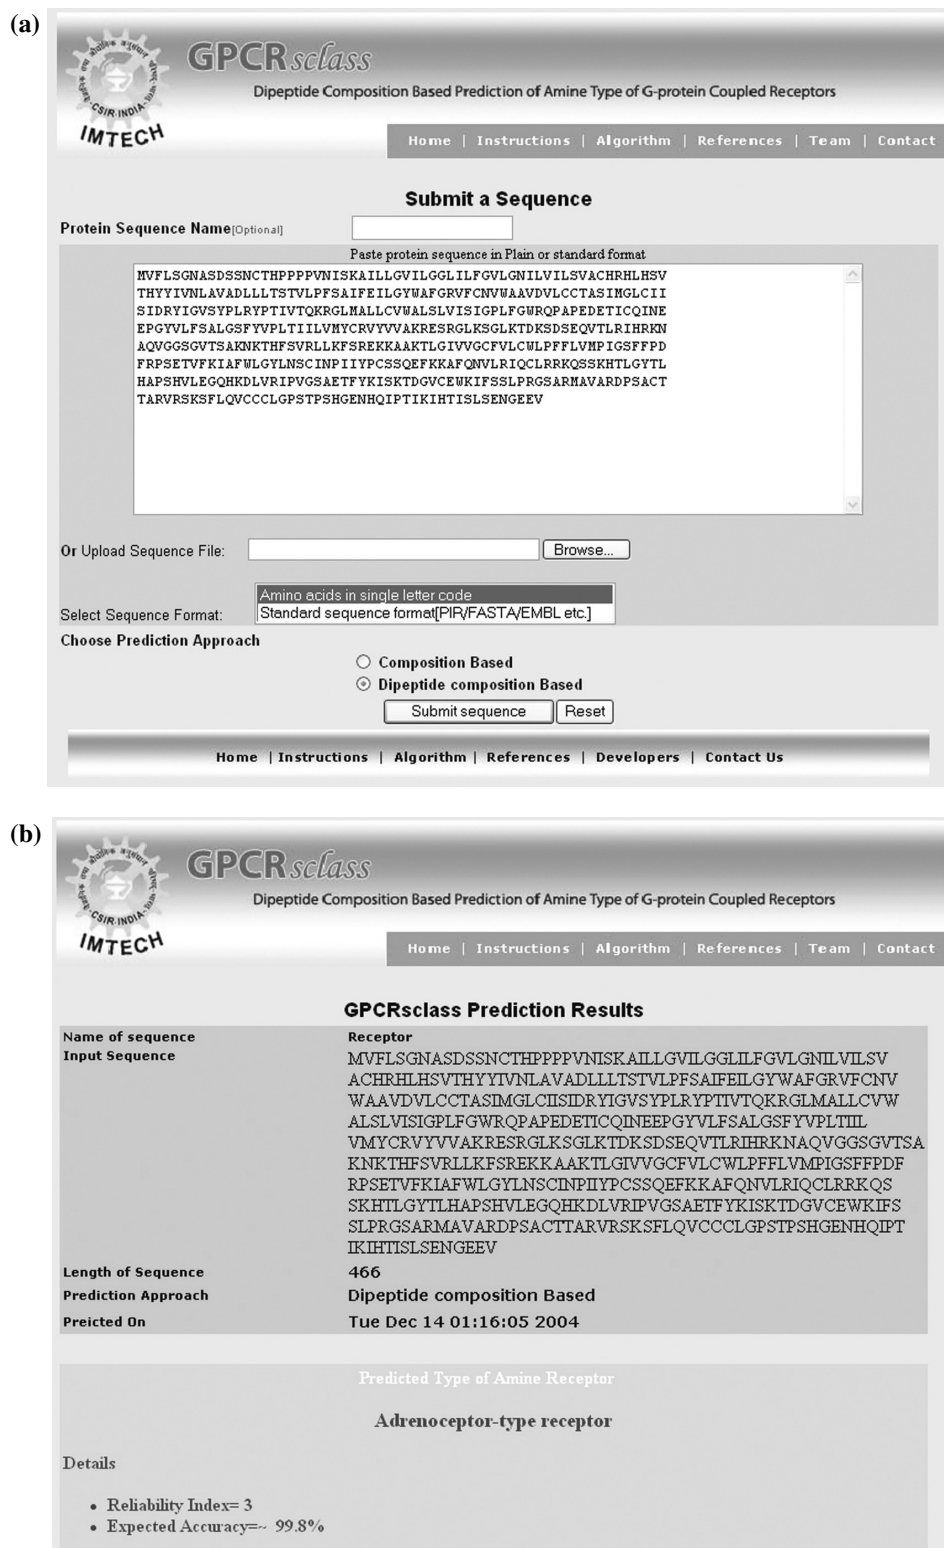 (a)
GPCRsclass
Dipeptide Composition Based Prediction of Amine Type of G-protein Coupled Receptors
CSIR-INDIA
IMTECH
Home | Instructions | Algorithm | References | Team | Contact
Submit a Sequence
Protein Sequence Name[Optional]
Paste protein sequence in Plain or standard format
MVFLSGNASDSSNCTHPPPPVNISKAILLGVILGGLILFGVLGNILVILSVACHRHLHSV
THYYIVNLAVADLLLTSTVLPFSAIFEILGYWAFGRVFCNVWAAVDVLCCTASIMGLCII
SIDRYIGVSYPLRYPTIVTQKRGLMALLCVWALSLVISIGPLFGWRQPAPEDETICQINE
EPGYVLFSALGSFYVPLTIILVMYCRVYVVAKRESRGLKSGLKTDKSDSEQVTLRIHRKN
AQVGGSGVTSAKNKTHFSVRLLKFSREKKAAKTLGIVVGCFVLCWLPFFLVMPIGSFFPD
FRPSETVFKIAFWLGYLNSCINPIIYPCSSQEFKKAFQNVLRIQCLRRKQSSKHTLGYTL
HAPSHVLEGQHKDLVRIPVGSAETFYKISKTDGVCEWKIFSSLPRGSARMAVARDPSACT
TARVRSKSFLQVCCCLGPSTPSHGENHQIPTIKIHTISLSENGEEV
Or Upload Sequence File:
Browse...
Select Sequence Format:
Amino acids in single letter code
Standard sequence format[PIR/FASTA/EMBL etc.]
Choose Prediction Approach
Composition Based
Dipeptide composition Based
Submit sequence
Reset
Home | Instructions | Algorithm | References | Developers | Contact Us
(b)
GPCRsclass
Dipeptide Composition Based Prediction of Amine Type of G-protein Coupled Receptors
CSIR-INDIA
IMTECH
Home | Instructions | Algorithm | References | Team | Contact
GPCRsclass Prediction Results
Name of sequence Receptor
Input Sequence MVFLSGNASDSSNCTHPPPPVNISKAILLGVILGGLILFGVLGNILVILSV
ACHRHLHSVTHYYIVNLAVADLLLTSTVLPFSAIFEILGYWAFGRVFCNV
WAAVDVLCCTASIMGLCIISIDRYIGVSYPLRYPTIVTQKRGLMALLCVW
ALSLVISIGPLFGWRQPAPEDETICQINEEPGYVLFSALGSFYVPLTIIL
VMYCRVYVVAKRESRGLKSGLKTDKSDSEQVTLRIHRKNAQVGGSGVTSA
KNKTHFSVRLLKFSREKKAAKTLGIVVGCFVLCWLPFFLVMPIGSFFPDF
RPSETVFKIAFWLGYLNSCINPIIYPCSSQEFKKAFQNVLRIQCLRRKQS
SKHTLGYTLHAPSHVLEGQHKDLVRIPVGSAETFYKISKTDGVCEWKIFS
SLPRGSARMAVARDPSACTTARVRSKSFLQVCCCLGPSTPSHGENHQIPT
IKIHTISLSENGEEV
Length of Sequence 466
Prediction Approach Dipeptide composition Based
Preicted On Tue Dec 14 01:16:05 2004
Predicted Type of Amine Receptor
Adrenoceptor-type receptor
Details
• Reliability Index= 3
• Expected Accuracy=~ 99.8%